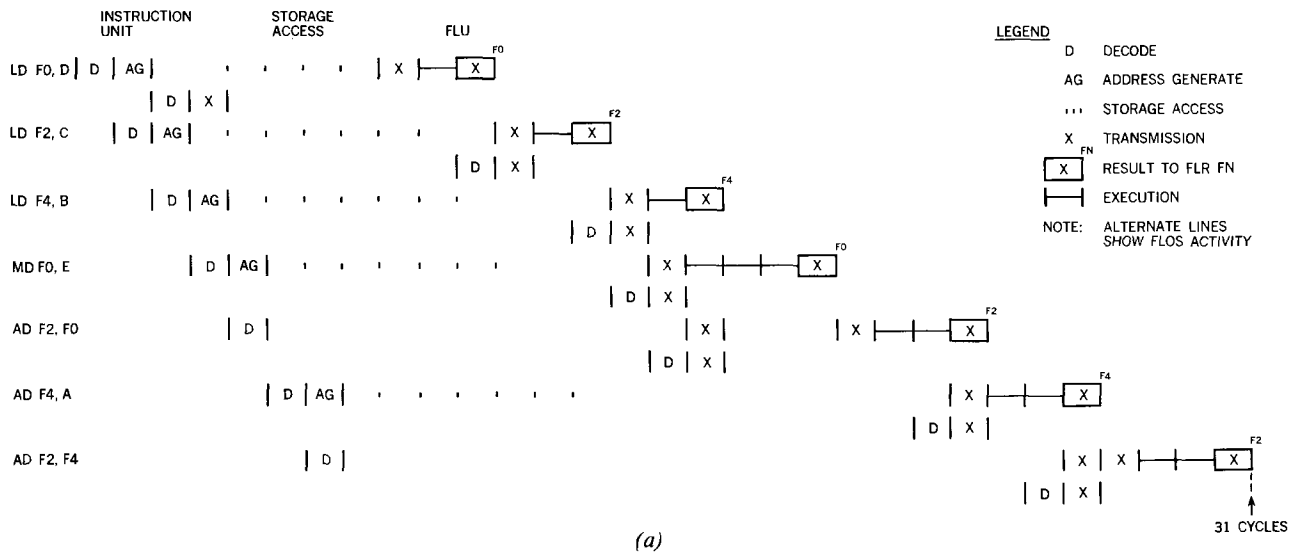 INSTRUCTION UNIT
STORAGE ACCESS
FLU
LEGEND
D DECODE
AG ADDRESS GENERATE
STORAGE ACCESS
X TRANSMISSION
FN
X RESULT TO FLR FN
EXECUTION
NOTE: ALTERNATE LINES
SHOW FLOS ACTIVITY
LD F0, D D AG X X F0
D X
LD F2, C D AG X X F2
D X
LD F4, B D AG X X F4
D X
MD F0, E D AG X X F0
D X
AD F2, F0 D X X X F2
D X
AD F4, A D AG X X F4
D X
AD F2, F4 D X X X F2
D X
31 CYCLES
(a)